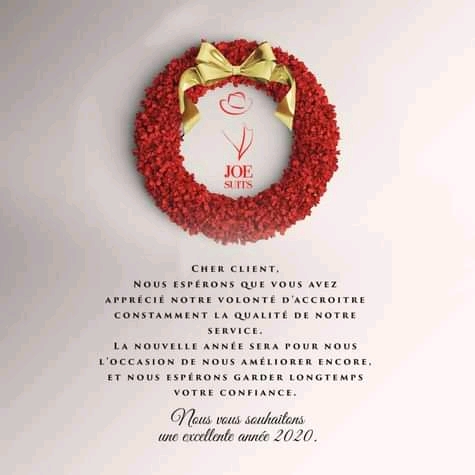 JOE
SUITS
CHER CLIENT,
NOUS ESPÉRONS QUE VOUS AVEZ
APPRÉCIÉ NOTRE VOLONTÉ D'ACCROITRE
CONSTAMMENT LA QUALITÉ DE NOTRE
SERVICE.
LA NOUVELLE ANNÉE SERA POUR NOUS
L'OCCASION DE NOUS AMÉLIORER ENCORE,
ET NOUS ESPÉRONS GARDER LONGTEMPS
VOTRE CONFIANCE.
Nous vous souhaitons
une excellente année 2020.